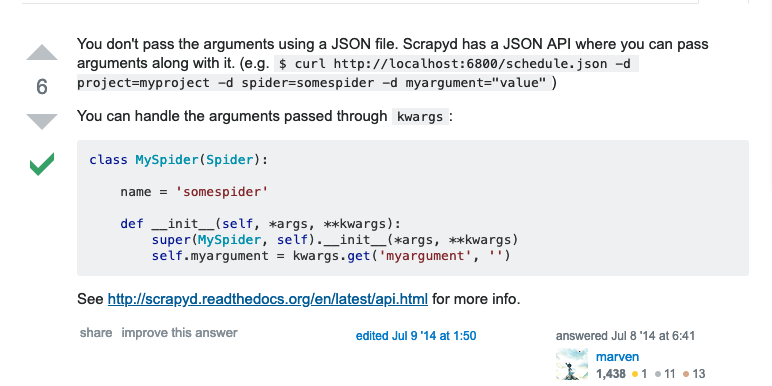 You don't pass the arguments using a JSON file. Scrapyd has a JSON API where you can pass
arguments along with it. (e.g. $ curl http://localhost:6800/schedule.json -d
project=myproject -d spider=somespider -d myargument="value" )
6
You can handle the arguments passed through kwargs :
class MySpider(Spider):
name = 'somespider'
def __init__(self, *args, **kwargs):
super(MySpider, self).__init__(*args, **kwargs)
self.myargument = kwargs.get('myargument', '')
See http://scrapyd.readthedocs.org/en/latest/api.html for more info.
share improve this answer edited Jul 9 '14 at 1:50 answered Jul 8 '14 at 6:41
marven
1,438 ●1 ●11 ●13